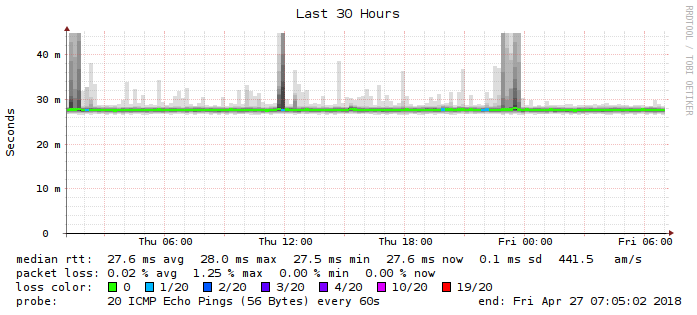 Last 30 Hours
RRDTOOL / TOBI OETIKER
Seconds
40 m
30 m
20 m
10 m
0
Thu 06:00 Thu 12:00 Thu 18:00 Fri 00:00 Fri 06:00
median rtt: 27.6 ms avg 28.0 ms max 27.5 ms min 27.6 ms now 0.1 ms sd 441.5 am/s
packet loss: 0.02 % avg 1.25 % max 0.00 % min 0.00 % now
loss color: 0 1/20 2/20 3/20 4/20 10/20 19/20
probe: 20 ICMP Echo Pings (56 Bytes) every 60s end: Fri Apr 27 07:05:02 2018